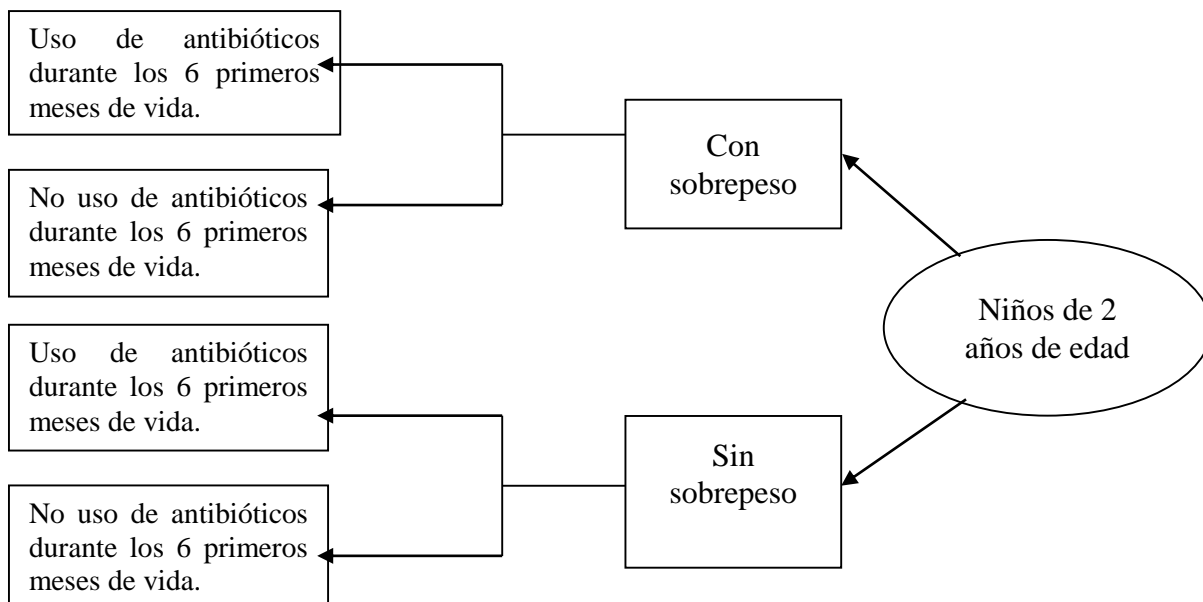 Uso de antibióticos
durante los 6 primeros
meses de vida.
No uso de antibióticos
durante los 6 primeros
meses de vida.
Uso de antibióticos
durante los 6 primeros
meses de vida.
No uso de antibióticos
durante los 6 primeros
meses de vida.
Con
sobrepeso
Sin
sobrepeso
Niños de 2
años de edad